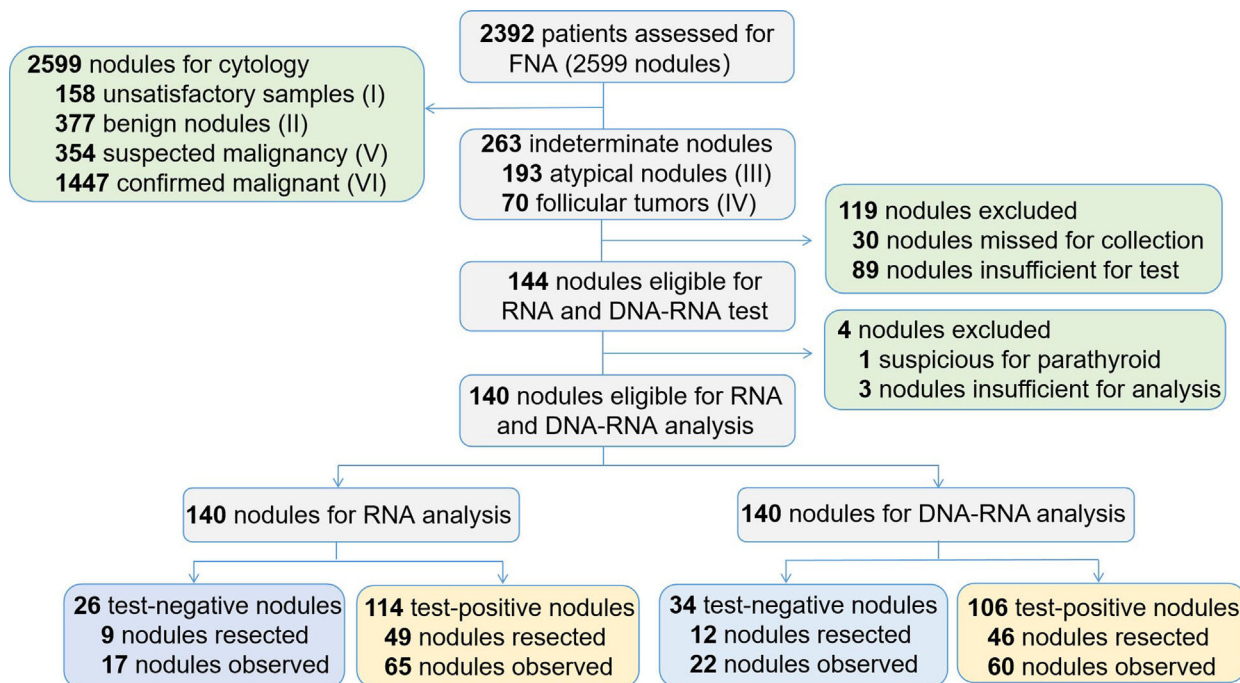 2392 patients assessed for
FNA (2599 nodules)
2599 nodules for cytology
158 unsatisfactory samples (I)
377 benign nodules (II)
354 suspected malignancy (V)
1447 confirmed malignant (VI)
263 indeterminate nodules
193 atypical nodules (III)
70 follicular tumors (IV)
119 nodules excluded
30 nodules missed for collection
89 nodules insufficient for test
144 nodules eligible for
RNA and DNA-RNA test
4 nodules excluded
1 suspicious for parathyroid
3 nodules insufficient for analysis
140 nodules eligible for RNA
and DNA-RNA analysis
140 nodules for RNA analysis
140 nodules for DNA-RNA analysis
26 test-negative nodules
9 nodules resected
17 nodules observed
114 test-positive nodules
49 nodules resected
65 nodules observed
34 test-negative nodules
12 nodules resected
22 nodules observed
106 test-positive nodules
46 nodules resected
60 nodules observed